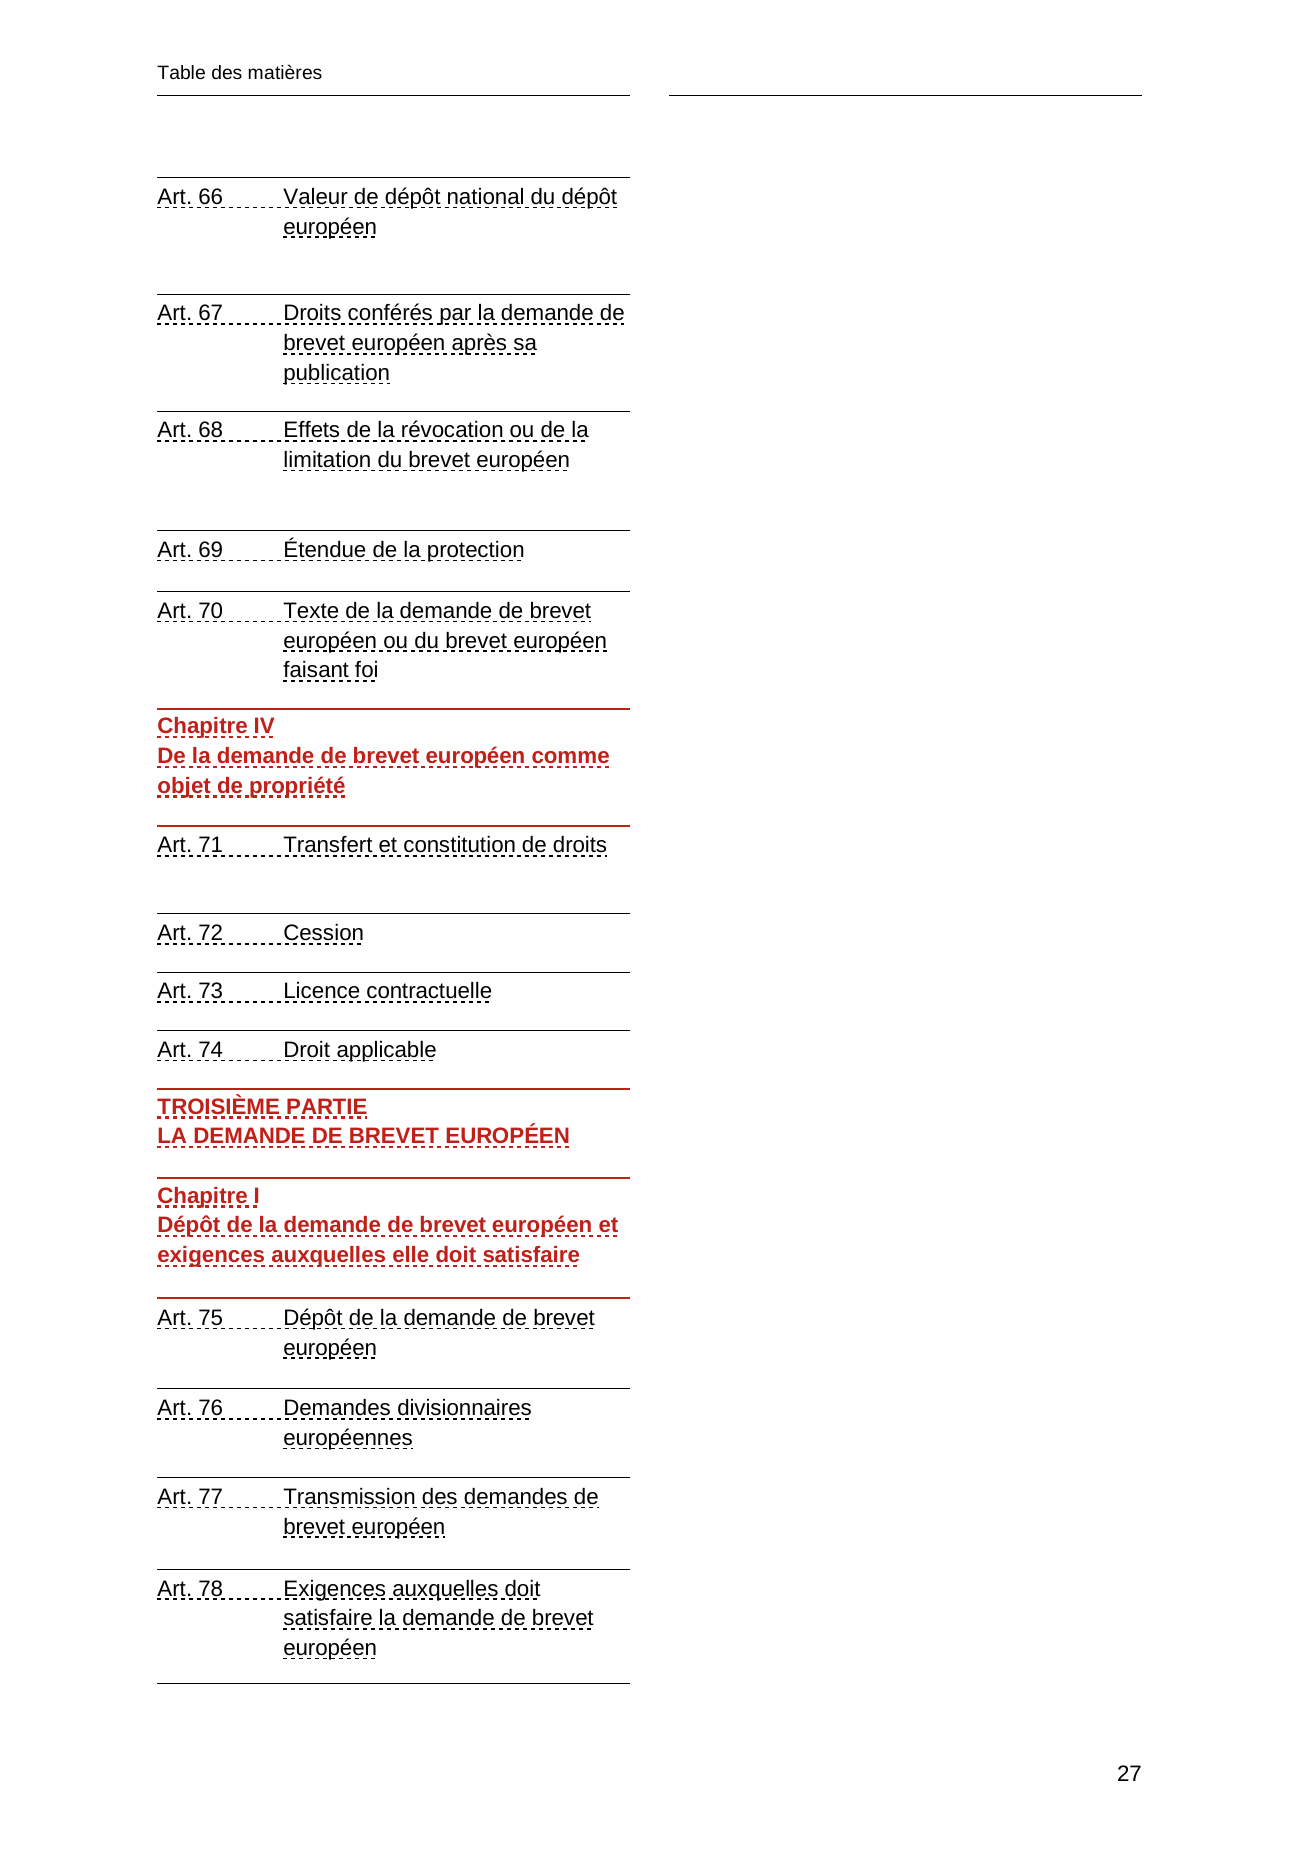 Table des matières
Art. 66 Valeur de dépôt national du dépôt
européen
Art. 67 Droits conférés par la demande de
brevet européen après sa
publication
Art. 68 Effets de la révocation ou de la
limitation du brevet européen
Art. 69 Étendue de la protection
Art. 70 Texte de la demande de brevet
européen ou du brevet européen
faisant foi
Chapitre IV
De la demande de brevet européen comme
objet de propriété
Art. 71 Transfert et constitution de droits
Art. 72 Cession
Art. 73 Licence contractuelle
Art. 74 Droit applicable
TROISIÈME PARTIE
LA DEMANDE DE BREVET EUROPÉEN
Chapitre I
Dépôt de la demande de brevet européen et
exigences auxquelles elle doit satisfaire
Art. 75 Dépôt de la demande de brevet
européen
Art. 76 Demandes divisionnaires
européennes
Art. 77 Transmission des demandes de
brevet européen
Art. 78 Exigences auxquelles doit
satisfaire la demande de brevet
européen
27